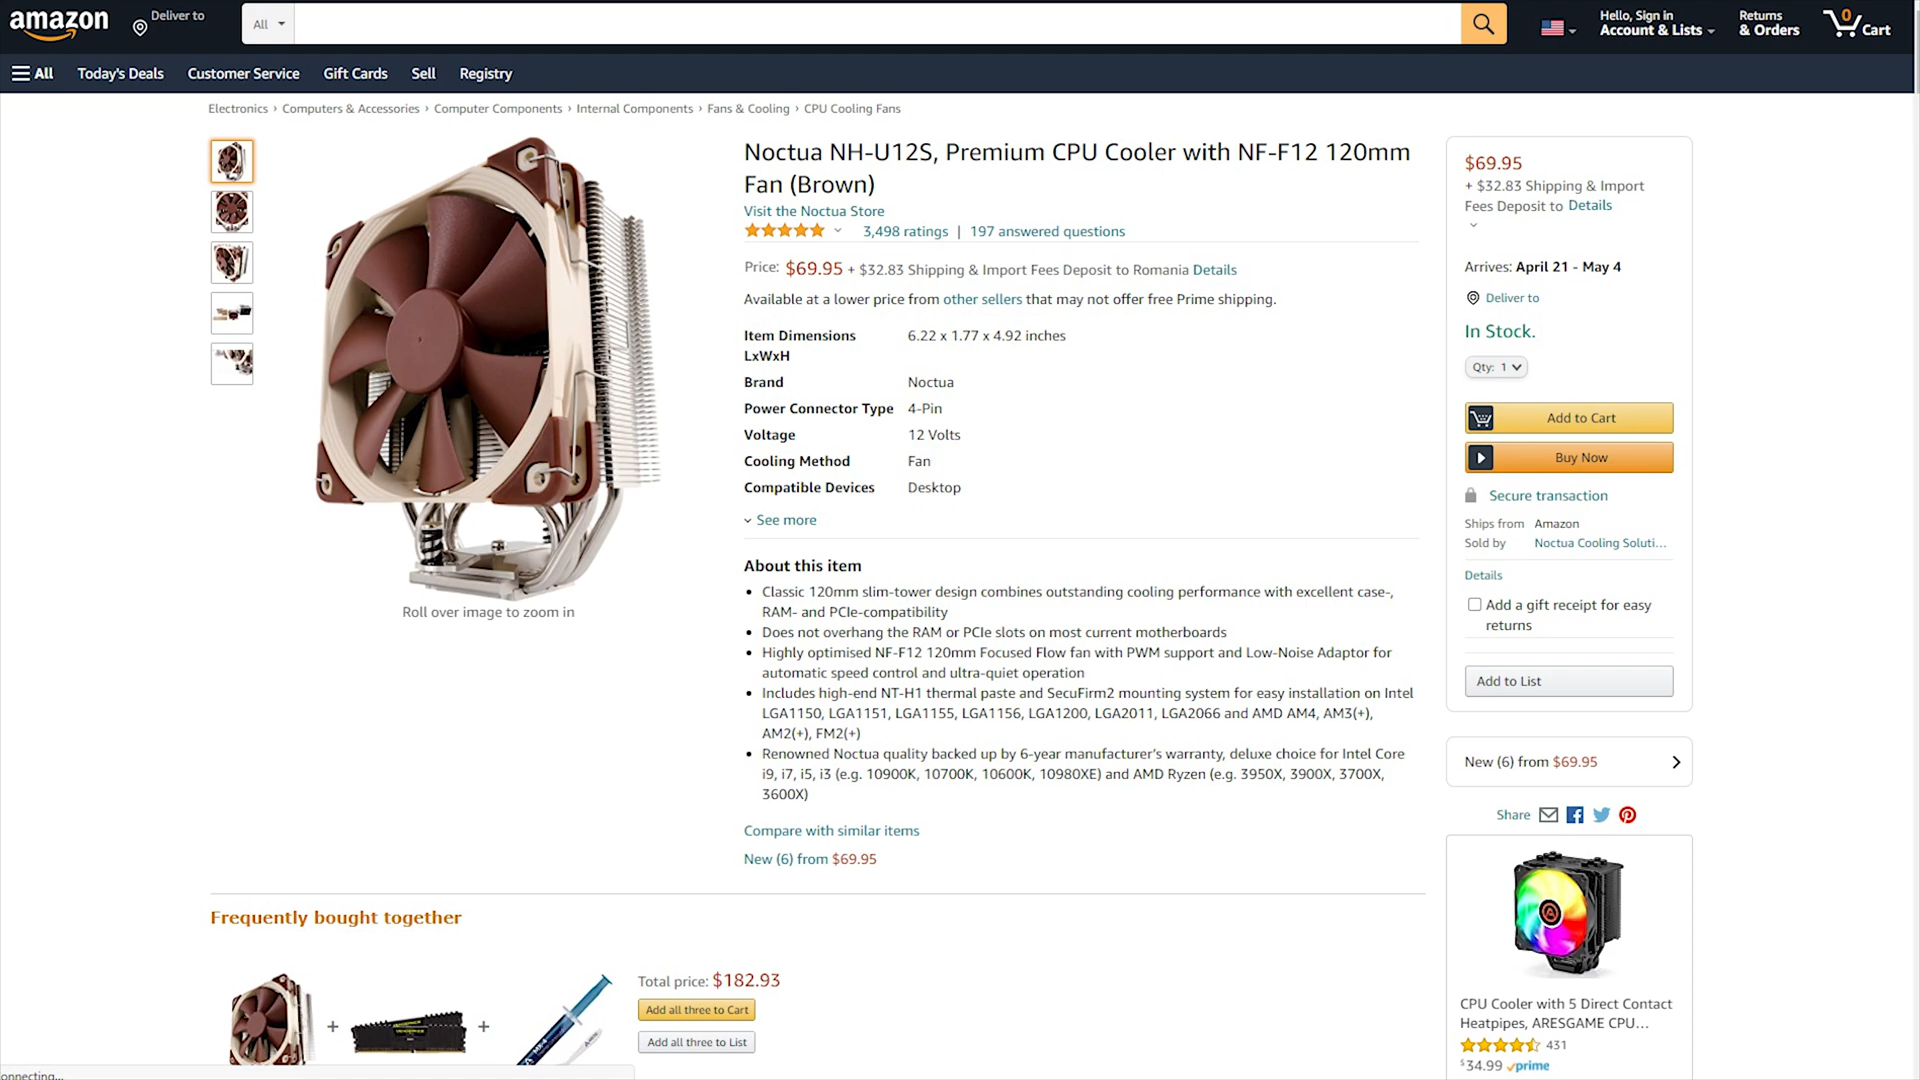 amazon
Deliver to
All
Hello, Sign in
Account & Lists
Returns
& Orders
0
Cart
All
Today's Deals
Customer Service
Gift Cards
Sell
Registry
Electronics › Computers & Accessories › Computer Components › Internal Components › Fans & Cooling › CPU Cooling Fans
Roll over image to zoom in
Noctua NH-U12S, Premium CPU Cooler with NF-F12 120mm
Fan (Brown)
Visit the Noctua Store
3,498 ratings | 197 answered questions
Price: $69.95 + $32.83 Shipping & Import Fees Deposit to Romania Details
Available at a lower price from other sellers that may not offer free Prime shipping.
Item Dimensions 6.22 x 1.77 x 4.92 inches
LxWxH
Brand Noctua
Power Connector Type 4-Pin
Voltage 12 Volts
Cooling Method Fan
Compatible Devices Desktop
See more
About this item
• Classic 120mm slim-tower design combines outstanding cooling performance with excellent case-,
RAM- and PCIe-compatibility
• Does not overhang the RAM or PCIe slots on most current motherboards
• Highly optimised NF-F12 120mm Focused Flow fan with PWM support and Low-Noise Adaptor for
automatic speed control and ultra-quiet operation
• Includes high-end NT-H1 thermal paste and SecuFirm2 mounting system for easy installation on Intel
LGA1150, LGA1151, LGA1155, LGA1156, LGA1200, LGA2011, LGA2066 and AMD AM4, AM3(+),
AM2(+), FM2(+)
• Renowned Noctua quality backed up by 6-year manufacturer's warranty, deluxe choice for Intel Core
i9, i7, i5, i3 (e.g. 10900K, 10700K, 10600K, 10980XE) and AMD Ryzen (e.g. 3950X, 3900X, 3700X,
3600X)
Compare with similar items
New (6) from $69.95
$69.95
+ $32.83 Shipping & Import
Fees Deposit to Details
Arrives: April 21 - May 4
Deliver to
In Stock.
Qty: 1
Add to Cart
Buy Now
Secure transaction
Ships from Amazon
Sold by Noctua Cooling Soluti...
Details
Add a gift receipt for easy
returns
Add to List
New (6) from $69.95
Share
CPU Cooler with 5 Direct Contact
Heatpipes, ARESGAME CPU...
431
$34.99 prime
Frequently bought together
+
+
Total price: $182.93
Add all three to Cart
Add all three to List
onnecting...